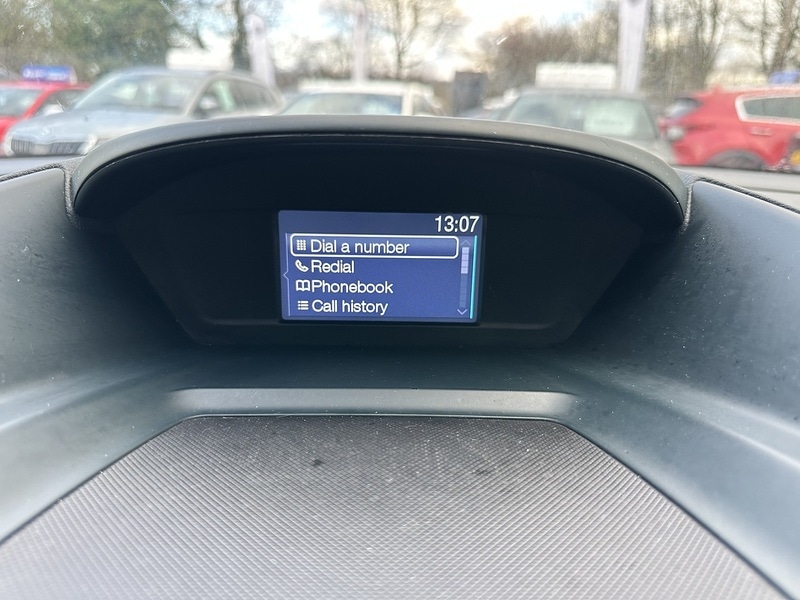 13:07
Dial a number
Redial
Phonebook
Call history